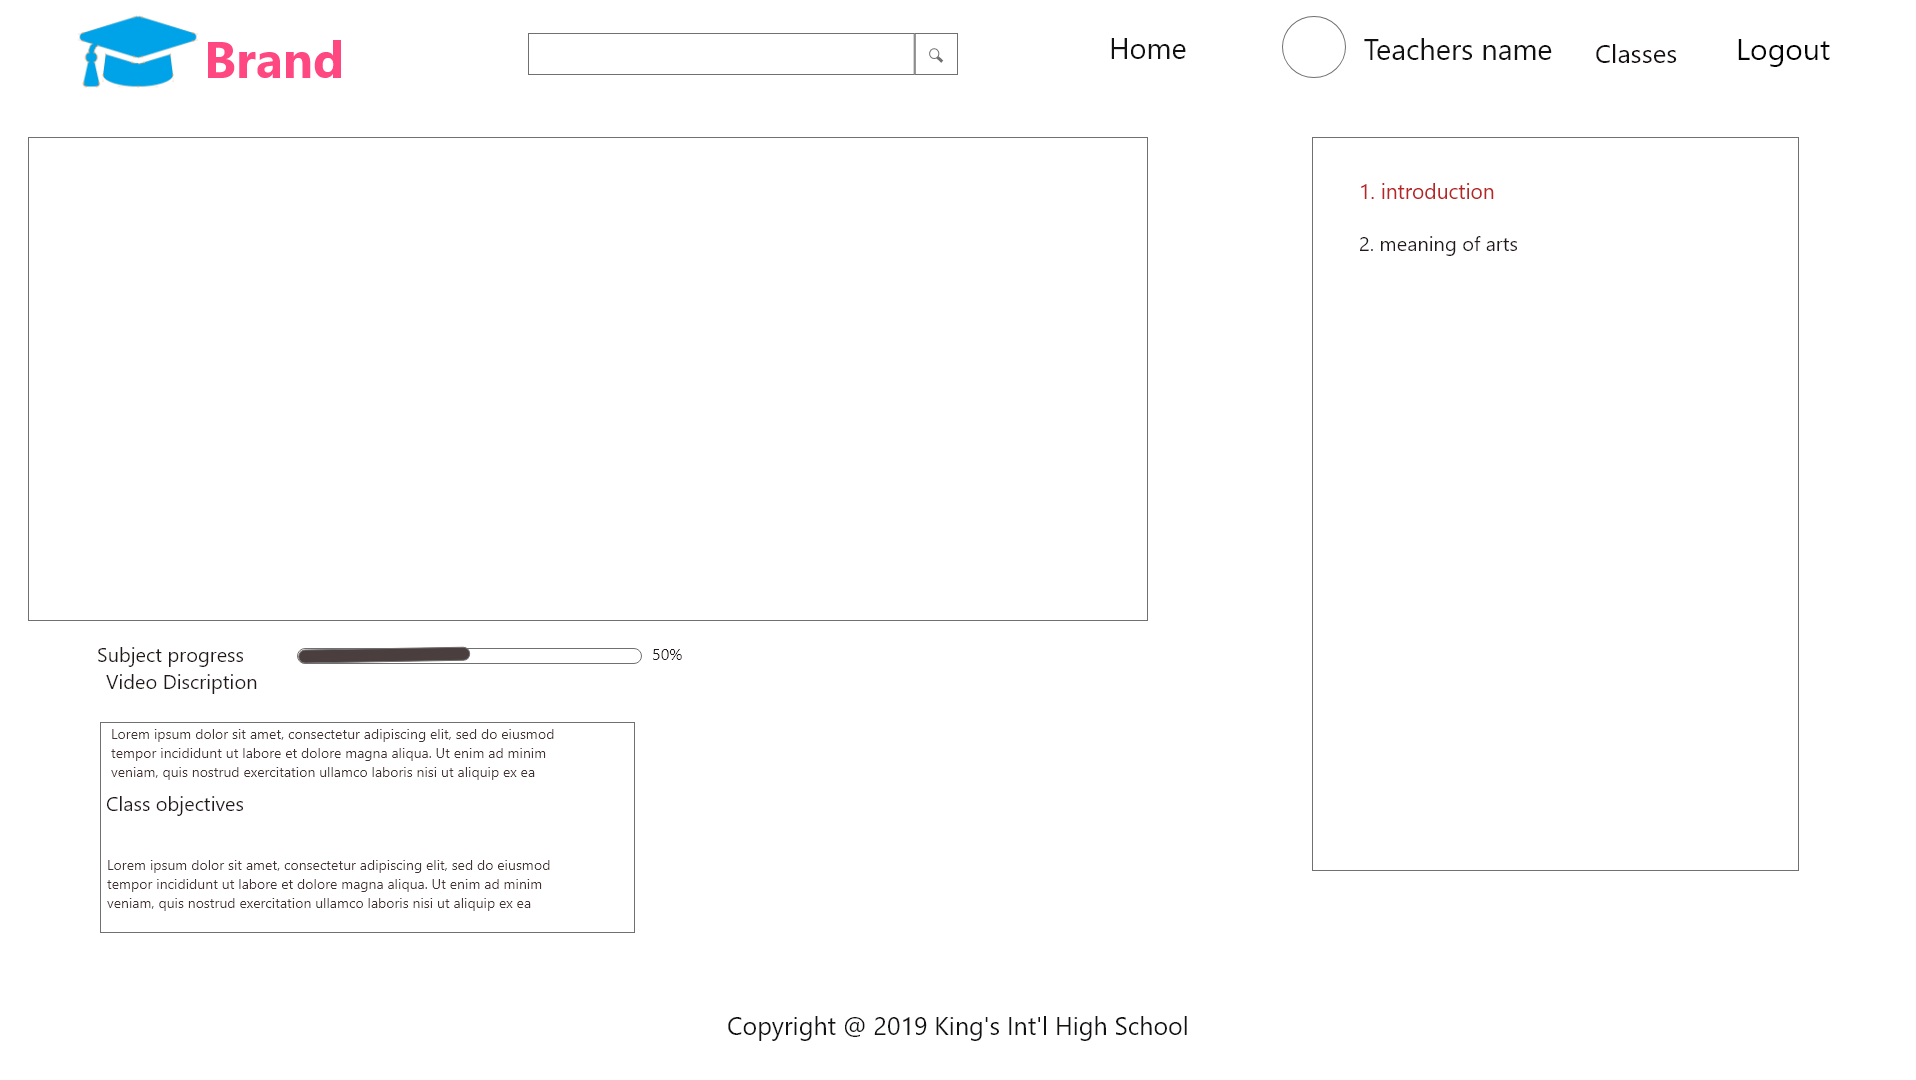 Brand
Home
Teachers name
Classes
Logout
1. introduction
2. meaning of arts
Subject progress
50%
Video Discription
Lorem ipsum dolor sit amet, consectetur adipiscing elit, sed do eiusmod
tempor incididunt ut labore et dolore magna aliqua. Ut enim ad minim
veniam, quis nostrud exercitation ullamco laboris nisi ut aliquip ex ea
Class objectives
Lorem ipsum dolor sit amet, consectetur adipiscing elit, sed do eiusmod
tempor incididunt ut labore et dolore magna aliqua. Ut enim ad minim
veniam, quis nostrud exercitation ullamco laboris nisi ut aliquip ex ea
Copyright @ 2019 King's Int'l High School